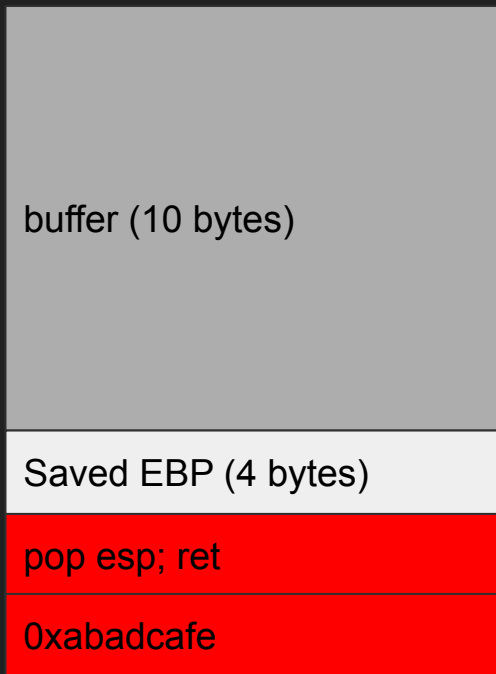 buffer (10 bytes)
Saved EBP (4 bytes)
pop esp; ret
0xabadcafe